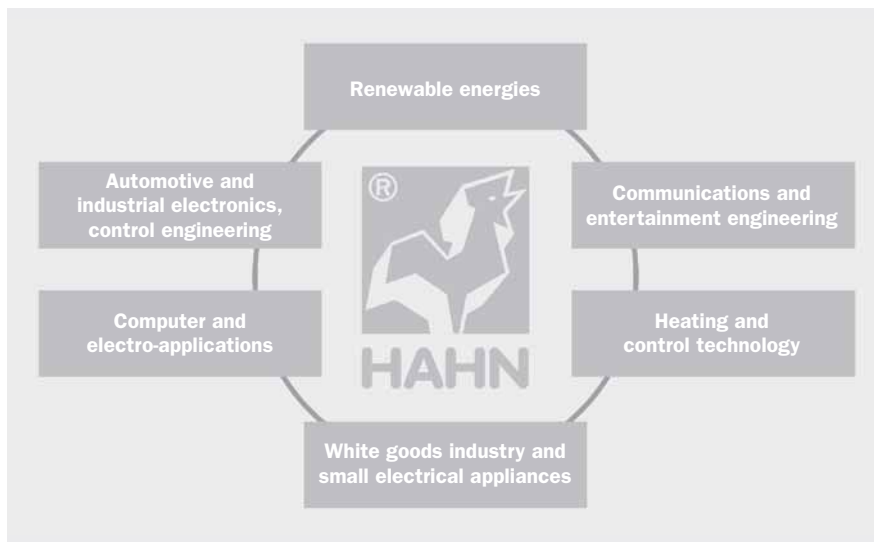 Renewable energies
Automotive and
industrial electronics,
control engineering
Communications and
entertainment engineering
Computer and
electro-applications
Heating and
control technology
White goods industry and
small electrical appliances
®
HAHN